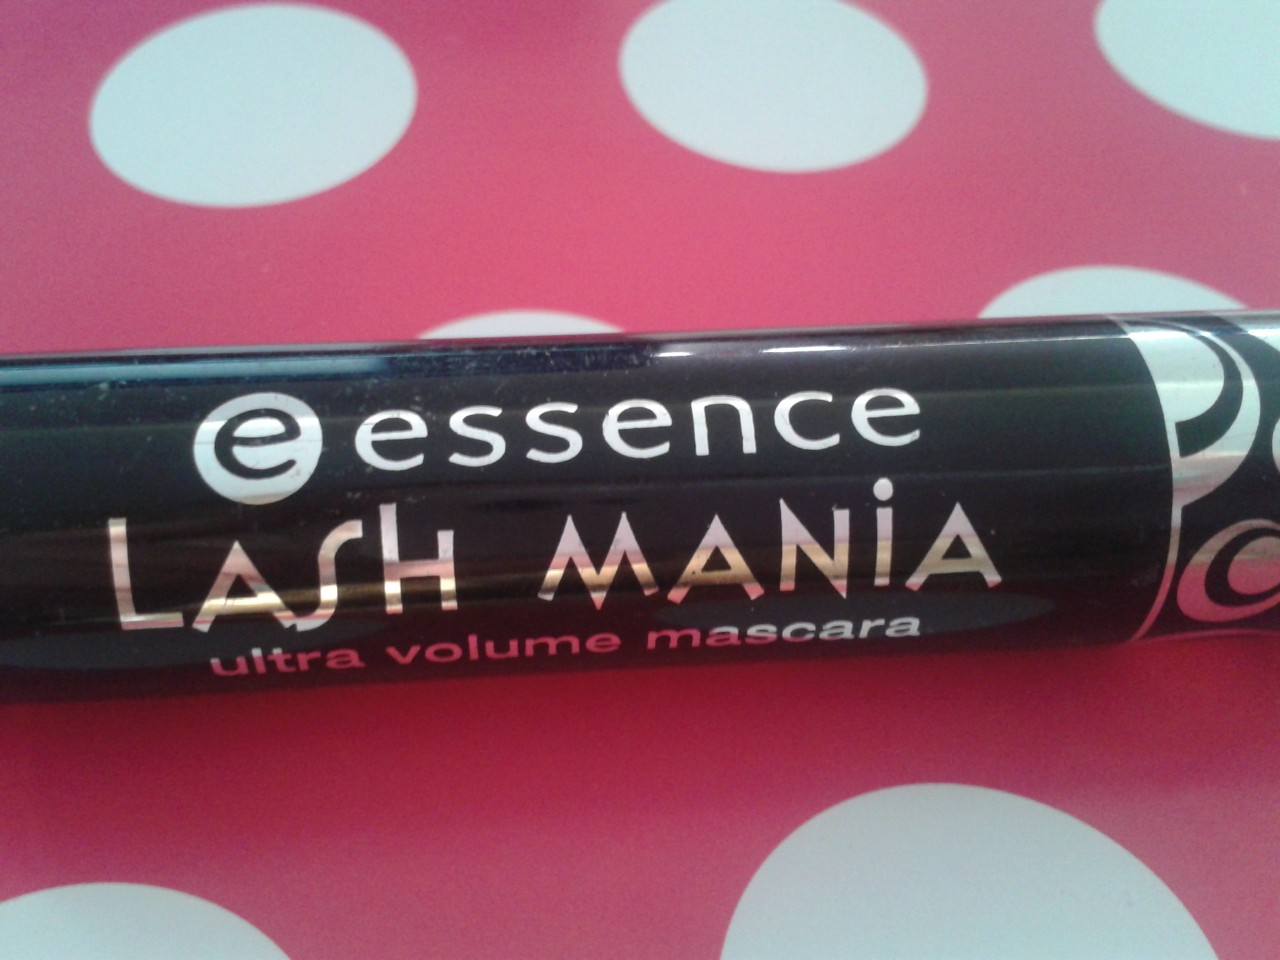 e essence
LASH MANiA
ultra volume mascara